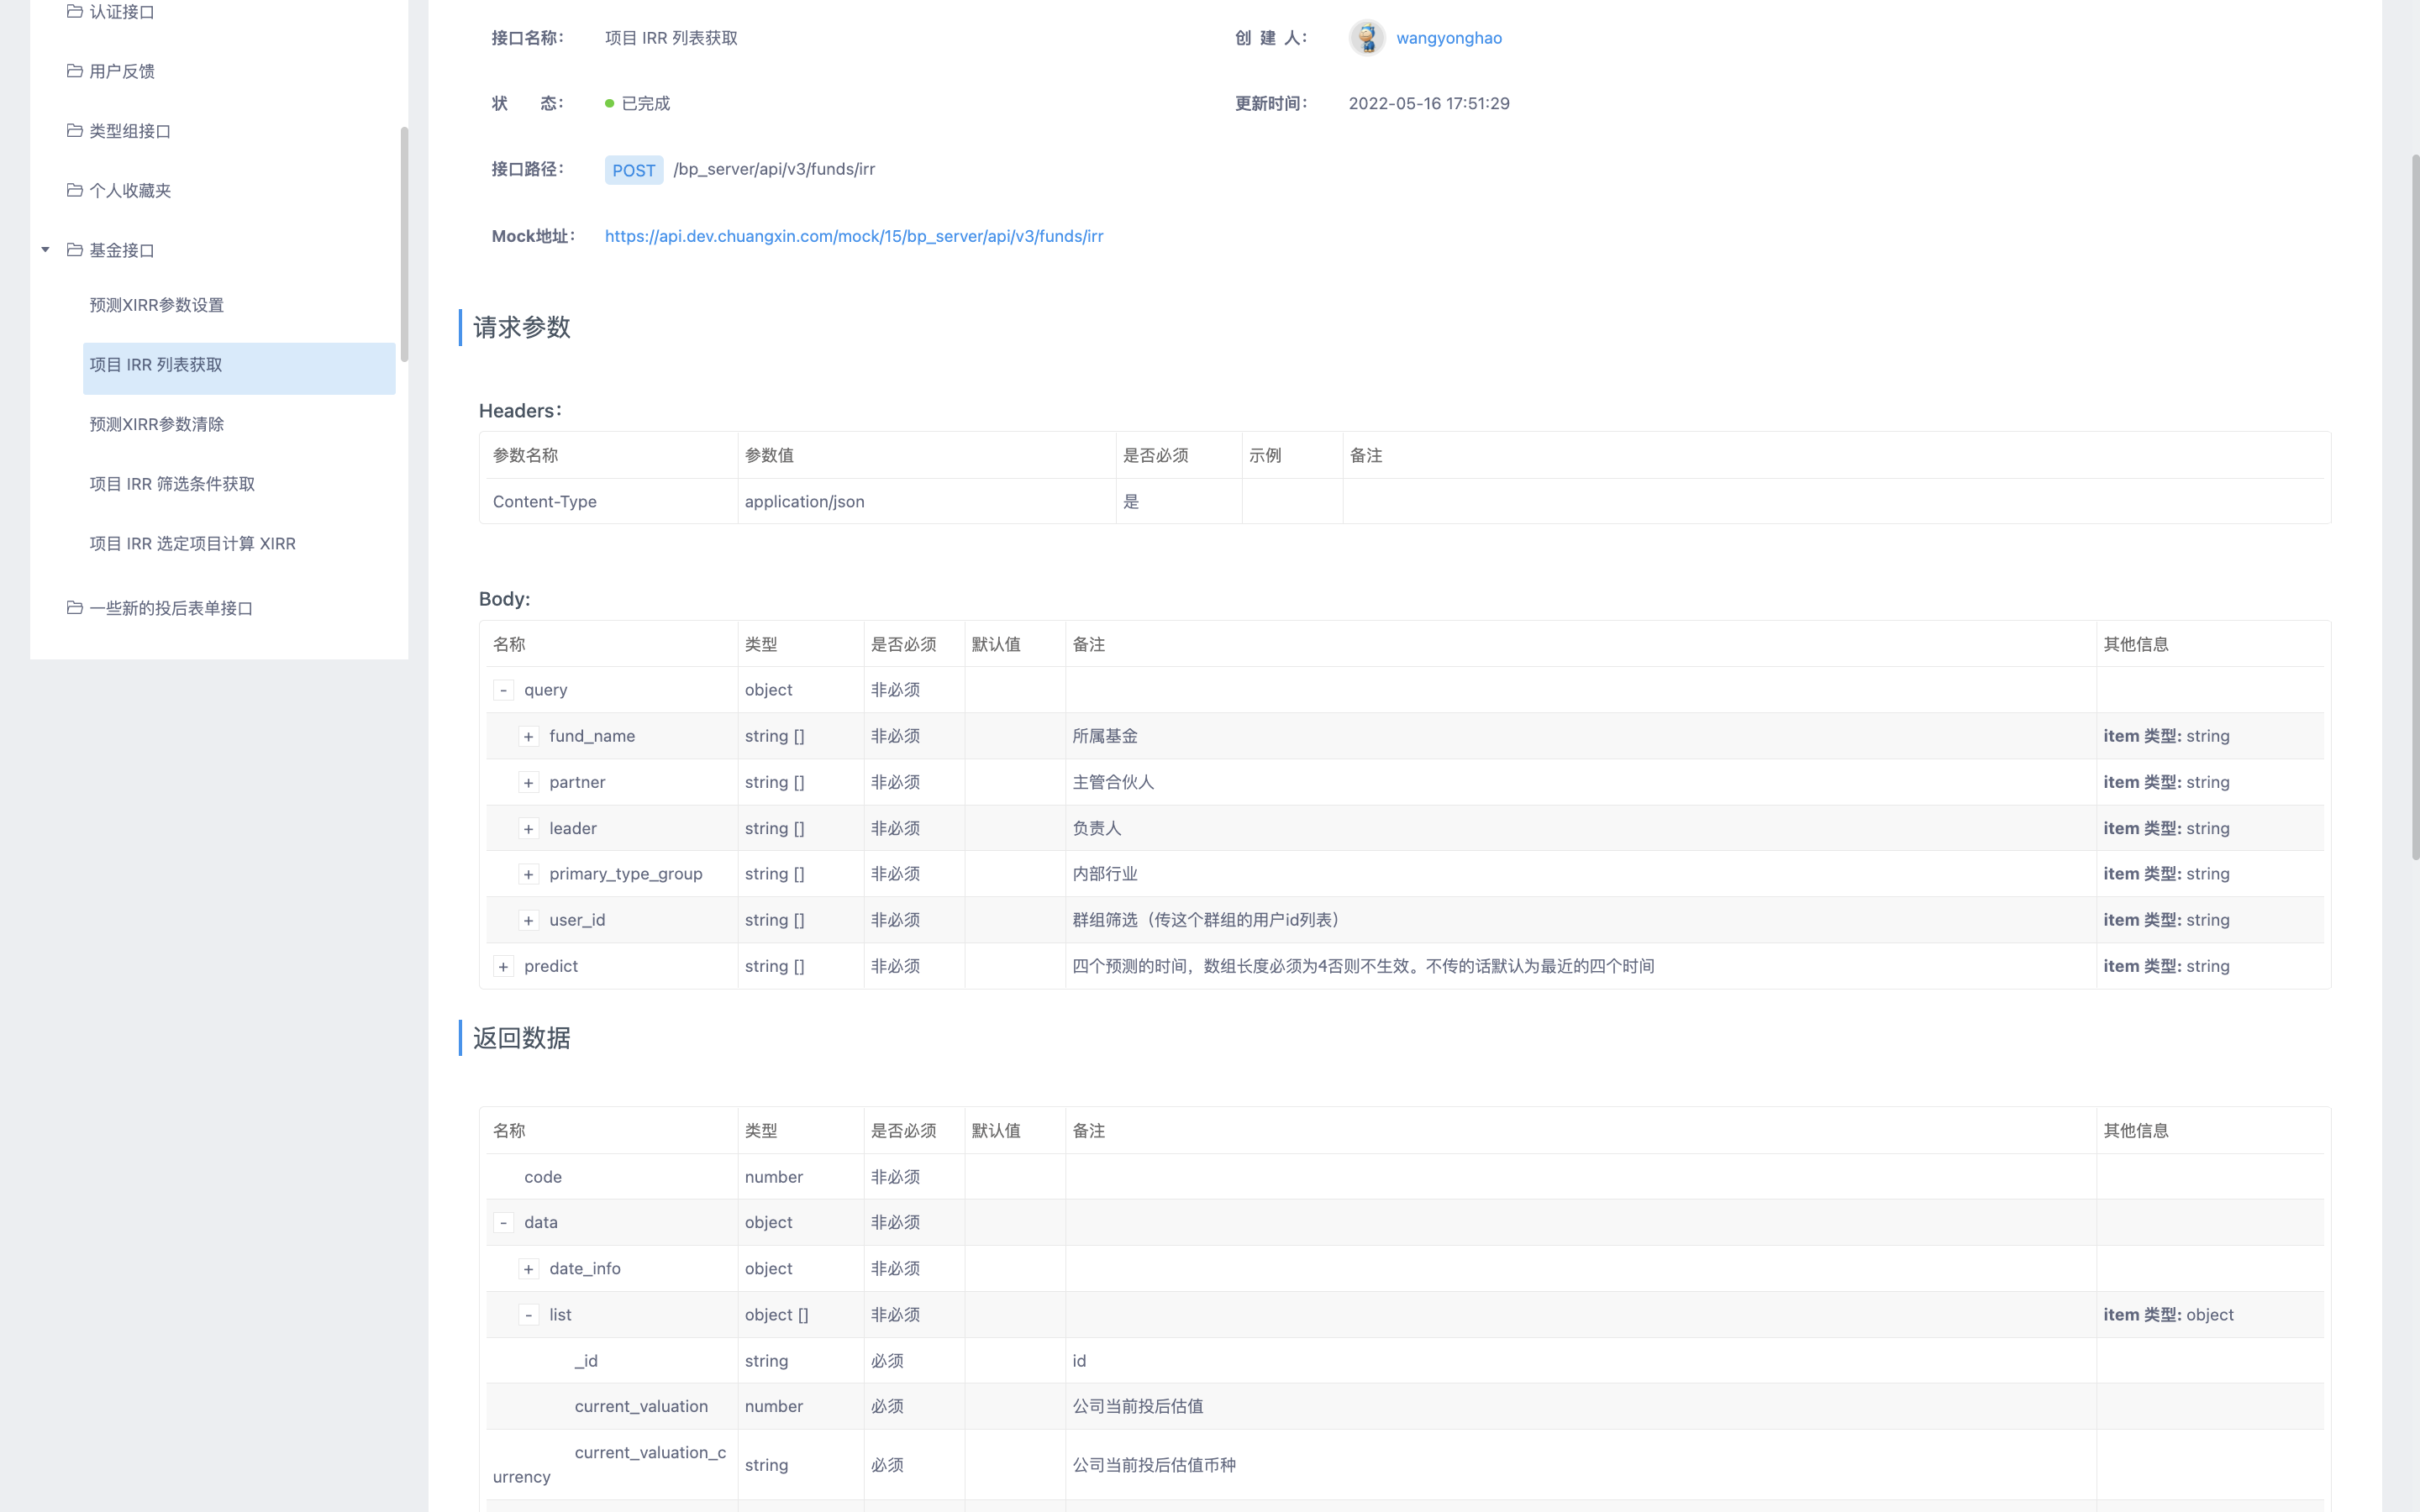 认证接口
用户反馈
类型组接口
个人收藏夹
基金接口
预测XIRR参数设置
项目 IRR 列表获取
预测XIRR参数清除
项目 IRR 筛选条件获取
项目 IRR 选定项目计算 XIRR
一些新的投后表单接口
接口名称： 项目 IRR 列表获取 创 建 人： wangyonghao
状 态： 已完成 更新时间： 2022-05-16 17:51:29
接口路径： POST /bp_server/api/v3/funds/irr
Mock地址： https://api.dev.chuangxin.com/mock/15/bp_server/api/v3/funds/irr
请求参数
Headers：
参数名称 参数值 是否必须 示例 备注
Content-Type application/json 是
Body:
名称 类型 是否必须 默认值 备注 其他信息
- query object 非必须
+ fund_name string [] 非必须 所属基金 item 类型: string
+ partner string [] 非必须 主管合伙人 item 类型: string
+ leader string [] 非必须 负责人 item 类型: string
+ primary_type_group string [] 非必须 内部行业 item 类型: string
+ user_id string [] 非必须 群组筛选（传这个群组的用户id列表） item 类型: string
+ predict string [] 非必须 四个预测的时间，数组长度必须为4否则不生效。不传的话默认为最近的四个时间 item 类型: string
返回数据
名称 类型 是否必须 默认值 备注 其他信息
code number 非必须
- data object 非必须
+ date_info object 非必须
- list object [] 非必须 item 类型: object
_id string 必须 id
current_valuation number 必须 公司当前投后估值
current_valuation_c
urrency string 必须 公司当前投后估值币种